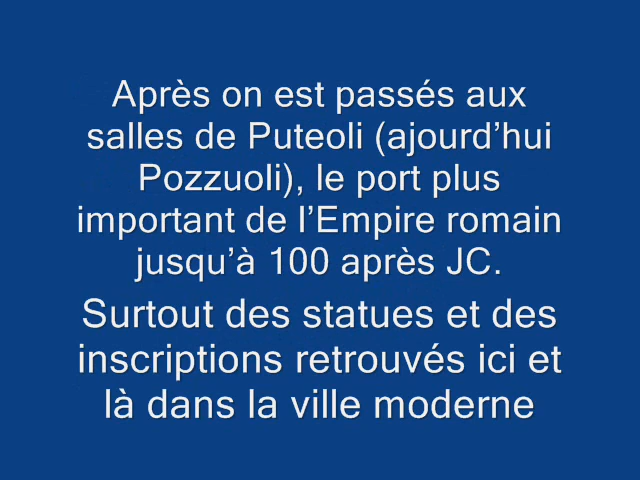 Après on est passés aux
salles de Puteoli (ajourd’hui
Pozzuoli), le port plus
important de l’Empire romain
jusqu’à 100 après JC.
Surtout des statues et des
inscriptions retrouvés ici et
là dans la ville moderne